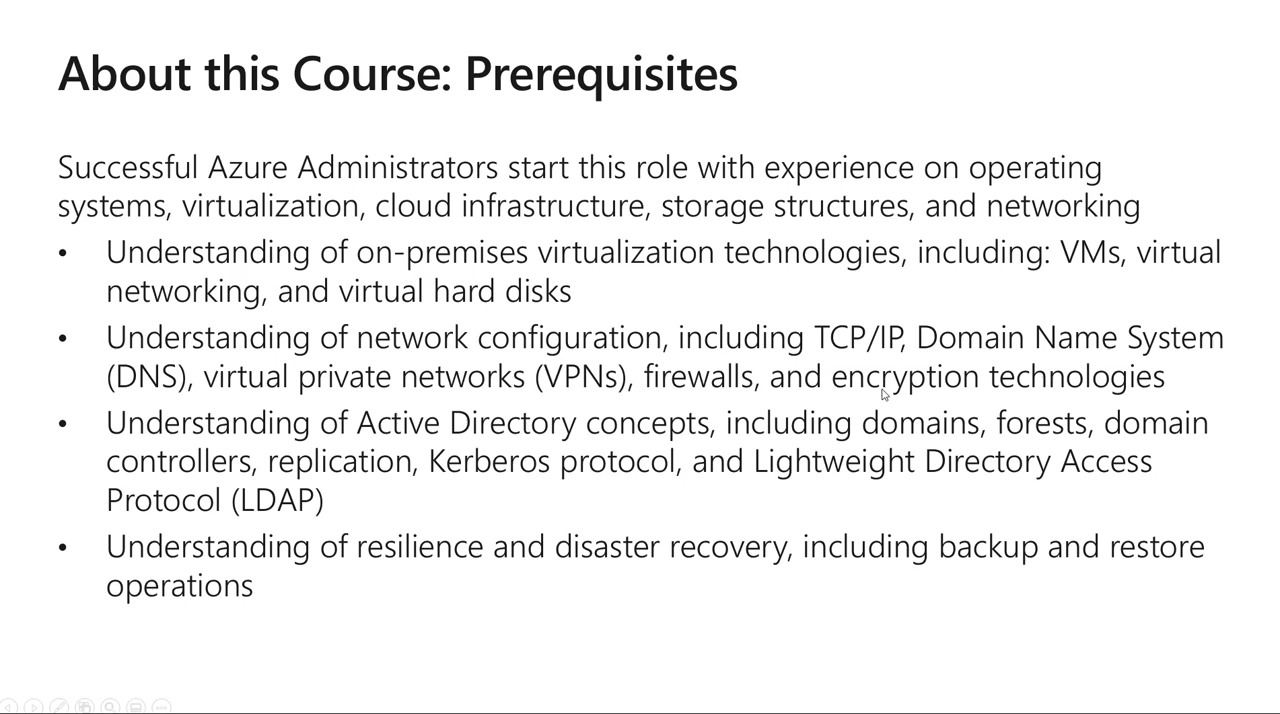 About this Course: Prerequisites
Successful Azure Administrators start this role with experience on operating
systems, virtualization, cloud infrastructure, storage structures, and networking
• Understanding of on-premises virtualization technologies, including: VMs, virtual
networking, and virtual hard disks
• Understanding of network configuration, including TCP/IP, Domain Name System
(DNS), virtual private networks (VPNs), firewalls, and encryption technologies
• Understanding of Active Directory concepts, including domains, forests, domain
controllers, replication, Kerberos protocol, and Lightweight Directory Access
Protocol (LDAP)
• Understanding of resilience and disaster recovery, including backup and restore
operations